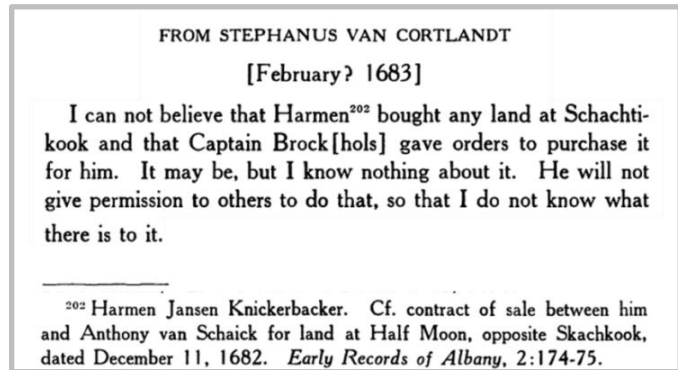 FROM STEPHANUS VAN CORTLANDT
[February? 1683]
I can not believe that Harmen²⁰² bought any land at Schachti-
kook and that Captain Brock[hols] gave orders to purchase it
for him. It may be, but I know nothing about it. He will not
give permission to others to do that, so that I do not know what
there is to it.
²⁰² Harmen Jansen Knickerbacker. Cf. contract of sale between him
and Anthony van Schaick for land at Half Moon, opposite Skachkook,
dated December 11, 1682. Early Records of Albany, 2:174-75.